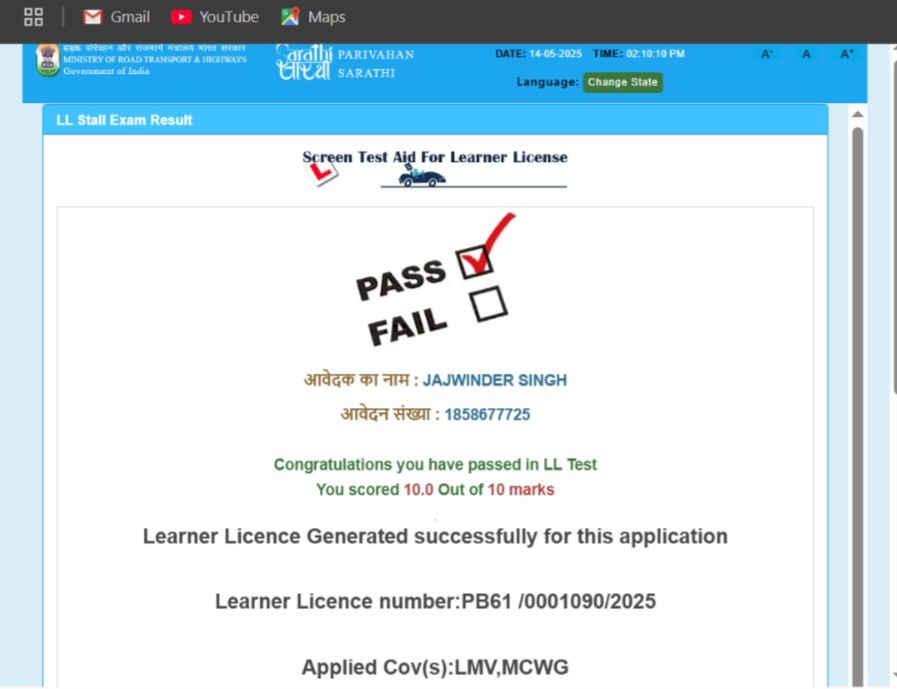 Gmail YouTube Maps
सड़क परिवहन और राजमार्ग मंत्रालय भारत सरकार
MINISTRY OF ROAD TRANSPORT & HIGHWAYS
Government of India
Sarathi PARIVAHAN
सारथी SARATHI
DATE: 14-05-2025 TIME: 02:10:10 PM A- A A+
Language: Change State
LL Stall Exam Result
Screen Test Aid For Learner License
L
PASS
FAIL
आवेदक का नाम : JAJWINDER SINGH
आवेदन संख्या : 1858677725
Congratulations you have passed in LL Test
You scored 10.0 Out of 10 marks
Learner Licence Generated successfully for this application
Learner Licence number:PB61 /0001090/2025
Applied Cov(s):LMV,MCWG